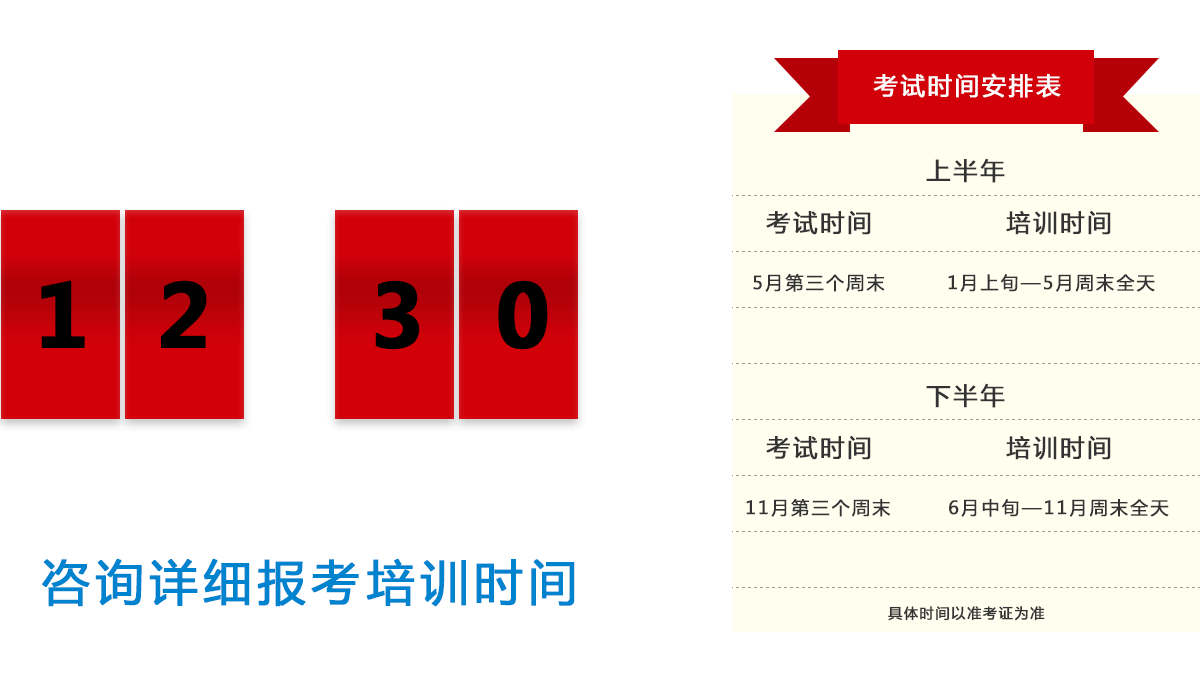 12 30
咨询详细报考培训时间
考试时间安排表
上半年
考试时间 培训时间
5月第三个周末 1月上旬—5月周末全天
下半年
考试时间 培训时间
11月第三个周末 6月中旬—11月周末全天
具体时间以准考证为准